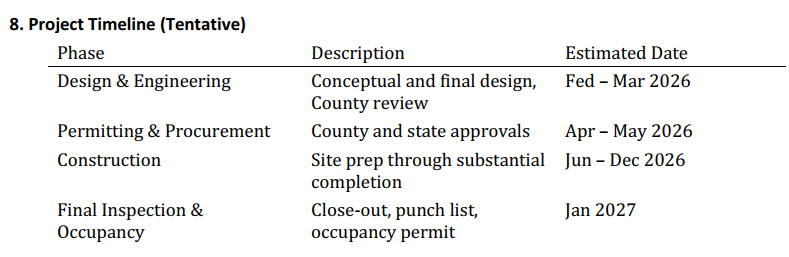 8. Project Timeline (Tentative)
Phase Description Estimated Date
Design & Engineering Conceptual and final design, Fed – Mar 2026
County review
Permitting & Procurement County and state approvals Apr – May 2026
Construction Site prep through substantial Jun – Dec 2026
completion
Final Inspection & Close-out, punch list, Jan 2027
Occupancy occupancy permit